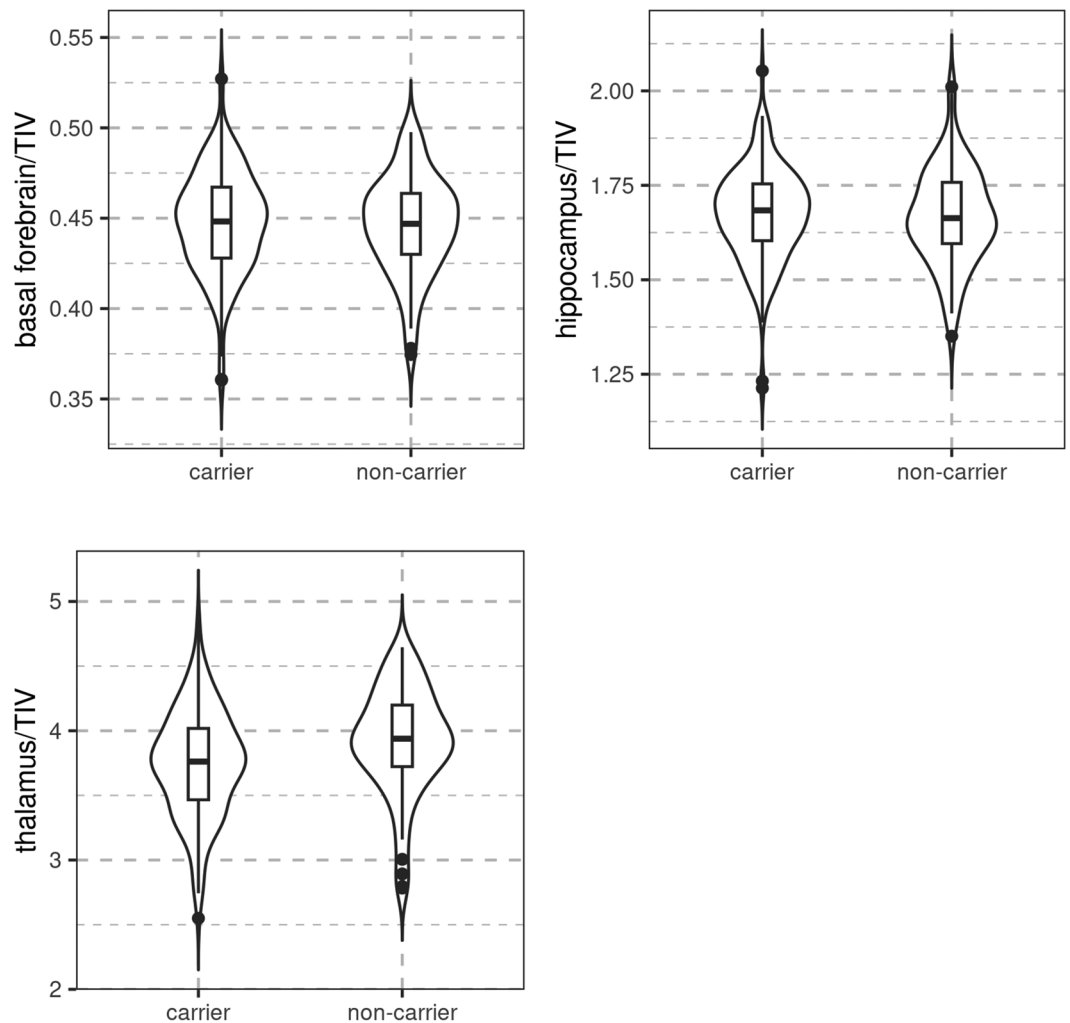 basal forebrain/TIV
0.55
0.50
0.45
0.40
0.35
carrier non-carrier
hippocampus/TIV
2.00
1.75
1.50
1.25
carrier non-carrier
thalamus/TIV
5
4
3
2
carrier non-carrier